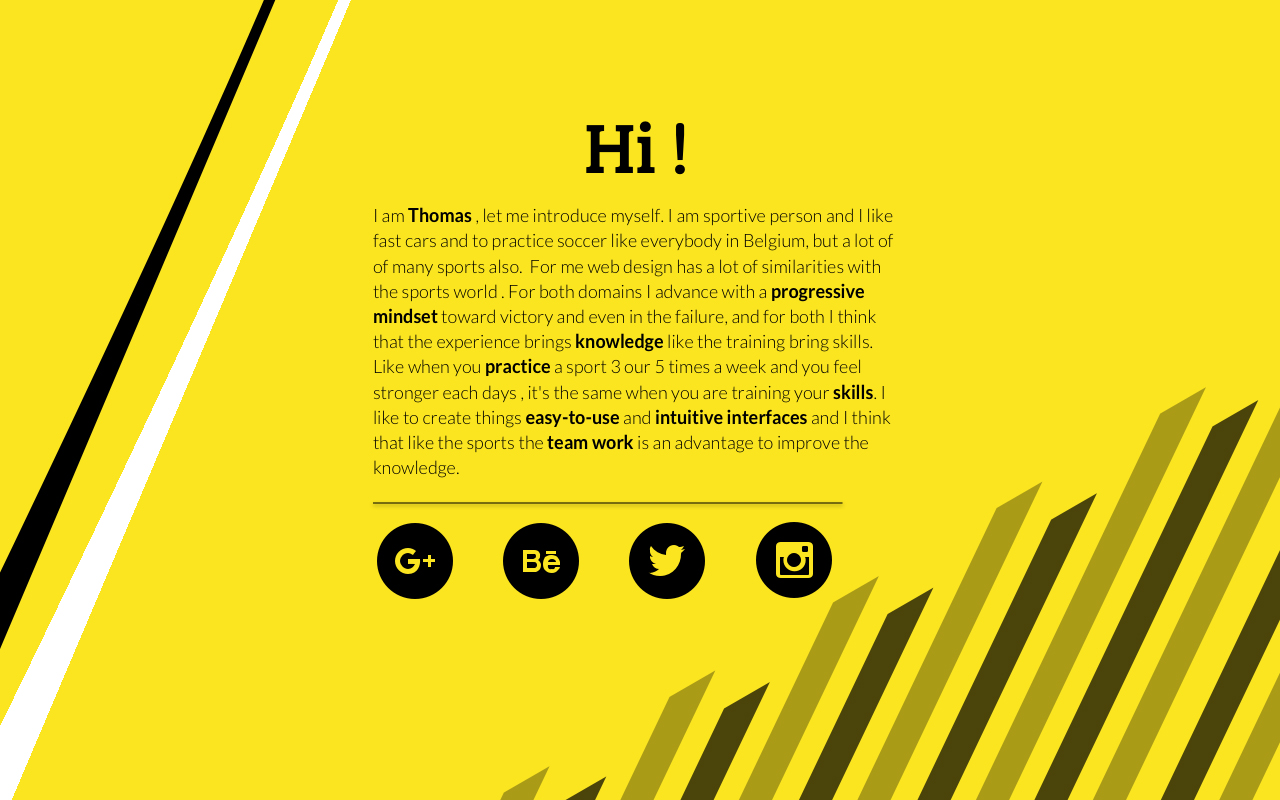 Hi !
I am Thomas , let me introduce myself. I am sportive person and I like
fast cars and to practice soccer like everybody in Belgium, but a lot of
of many sports also.  For me web design has a lot of similarities with
the sports world . For both domains I advance with a progressive
mindset toward victory and even in the failure, and for both I think
that the experience brings knowledge like the training bring skills.
Like when you practice a sport 3 our 5 times a week and you feel
stronger each days , it's the same when you are training your skills. I
like to create things easy-to-use and intuitive interfaces and I think
that like the sports the team work is an advantage to improve the
knowledge.
G+ Bē